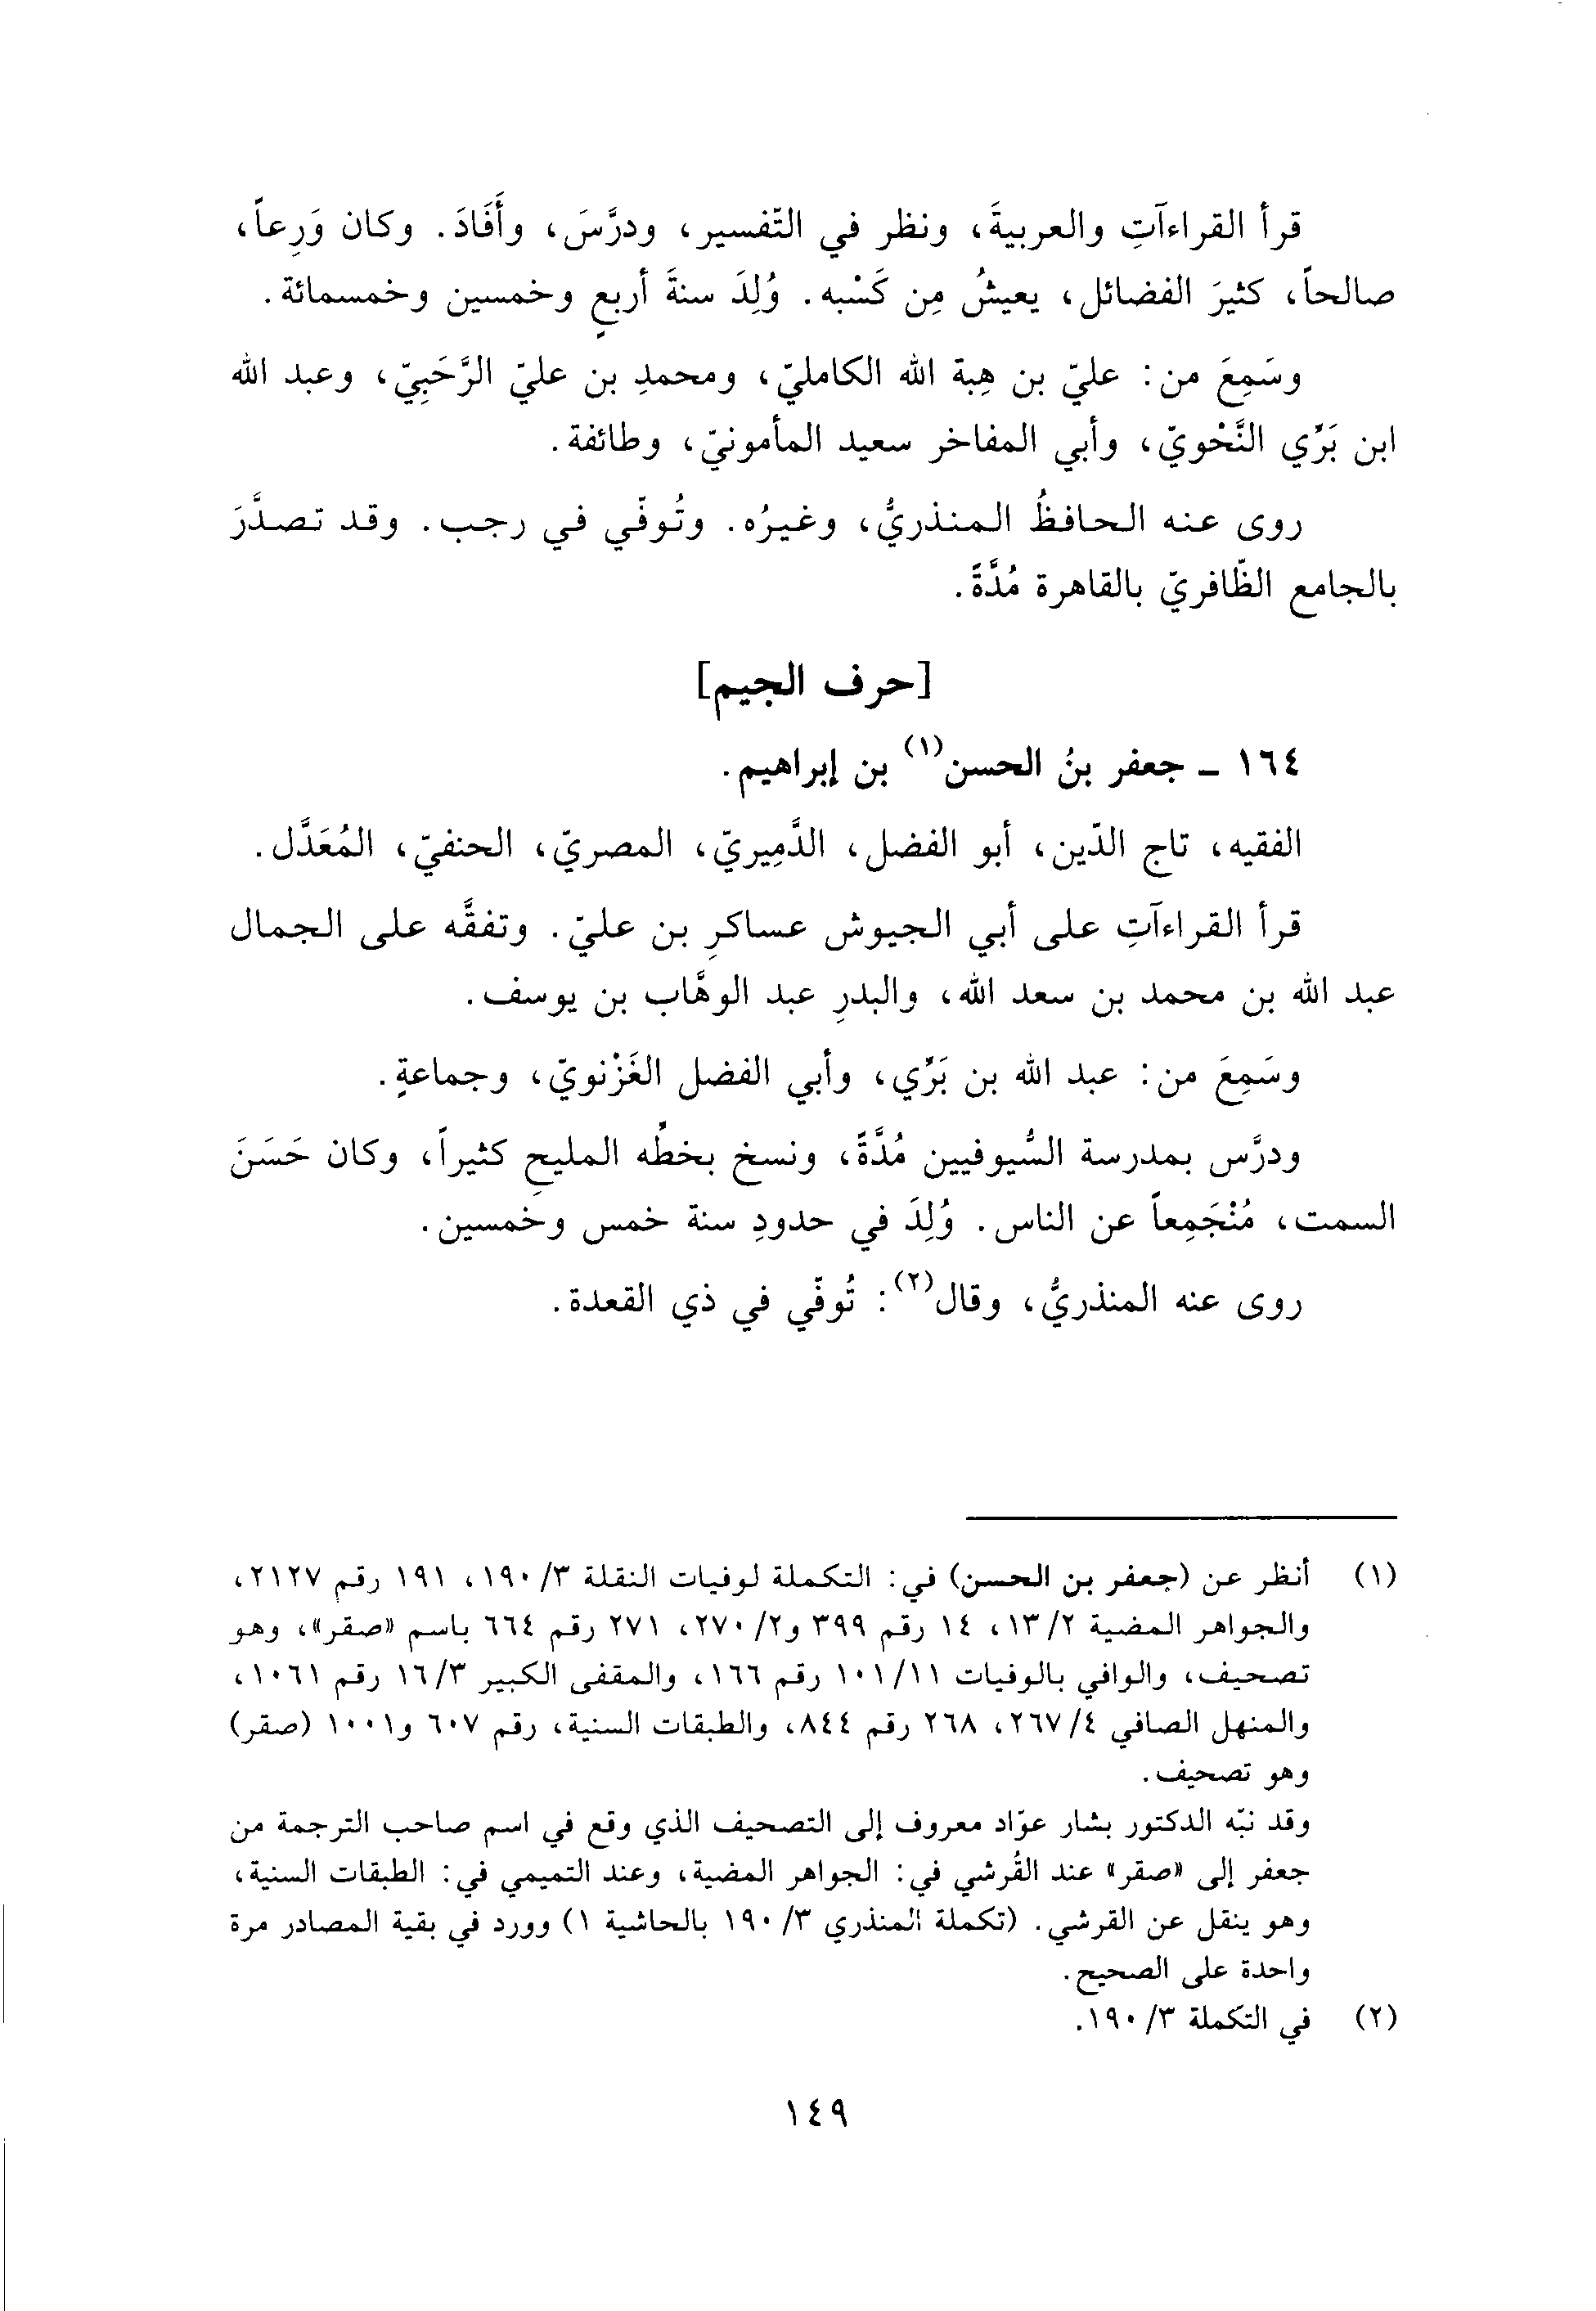 قرأ القراءآتِ والعربيةَ، ونظر في التّفسير، ودرَّسَ، وأَفَادَ. وكان وَرِعاً،
صالحاً، كثيرَ الفضائل، يعيشُ مِن كَسْبه. وُلِدَ سنةَ أربعٍ وخمسين وخمسمائة.
وسَمِعَ من: عليّ بن هِبة الله الكامليّ، ومحمدِ بن عليّ الرَّحَبِيّ، وعبد الله
ابن بَرِّي النَّحْويّ، وأبي المفاخر سعيد المأمونيّ، وطائفة.
روى عنه الحافظُ المنذريُّ، وغيرُه. وتُوفّي في رجب. وقد تصدَّرَ
بالجامع الظّافريّ بالقاهرة مُدَّةً.
[حرف الجيم]
١٦٤ - جعفر بنُ الحسن(١) بن إبراهيم.
الفقيه، تاج الدّين، أبو الفضل، الدَّمِيريّ، المصريّ، الحنفيّ، المُعَدَّل.
قرأ القراءآتِ على أبي الجيوش عساكرِ بن عليّ. وتفقَّه على الجمال
عبد الله بن محمد بن سعد الله، والبدرِ عبد الوهَّاب بن يوسف.
وسَمِعَ من: عبد الله بن بَرِّي، وأبي الفضل الغَزْنويّ، وجماعةٍ.
ودرَّس بمدرسة السُّيوفيين مُدَّةً، ونسخ بخطِّه المليحِ كثيراً، وكان حَسَنَ
السمت، مُنْجَمِعاً عن الناس. وُلِدَ في حدودِ سنة خمس وخمسين.
روى عنه المنذريُّ، وقال(٢): تُوفّي في ذي القعدة.
(١) أنظر عن (جعفر بن الحسن) في: التكملة لوفيات النقلة ٣/ ١٩٠، ١٩١ رقم ٢١٢٧،
والجواهر المضية ٢/ ١٣، ١٤ رقم ٣٩٩ و٢/ ٢٧٠، ٢٧١ رقم ٦٦٤ باسم «صقر»، وهو
تصحيف، والوافي بالوفيات ١١/ ١٠١ رقم ١٦٦، والمقفى الكبير ٣/ ١٦ رقم ١٠٦١،
والمنهل الصافي ٤/ ٢٦٧، ٢٦٨ رقم ٨٤٤، والطبقات السنية، رقم ٦٠٧ و١٠٠١ (صقر)
وهو تصحيف.
وقد نبّه الدكتور بشار عوّاد معروف إلى التصحيف الذي وقع في اسم صاحب الترجمة من
جعفر إلى «صقر» عند القُرشي في: الجواهر المضية، وعند التميمي في: الطبقات السنية،
وهو ينقل عن القرشي. (تكملة المنذري ٣/ ١٩٠ بالحاشية ١) وورد في بقية المصادر مرة
واحدة على الصحيح.
(٢) في التكملة ٣/ ١٩٠.
١٤٩